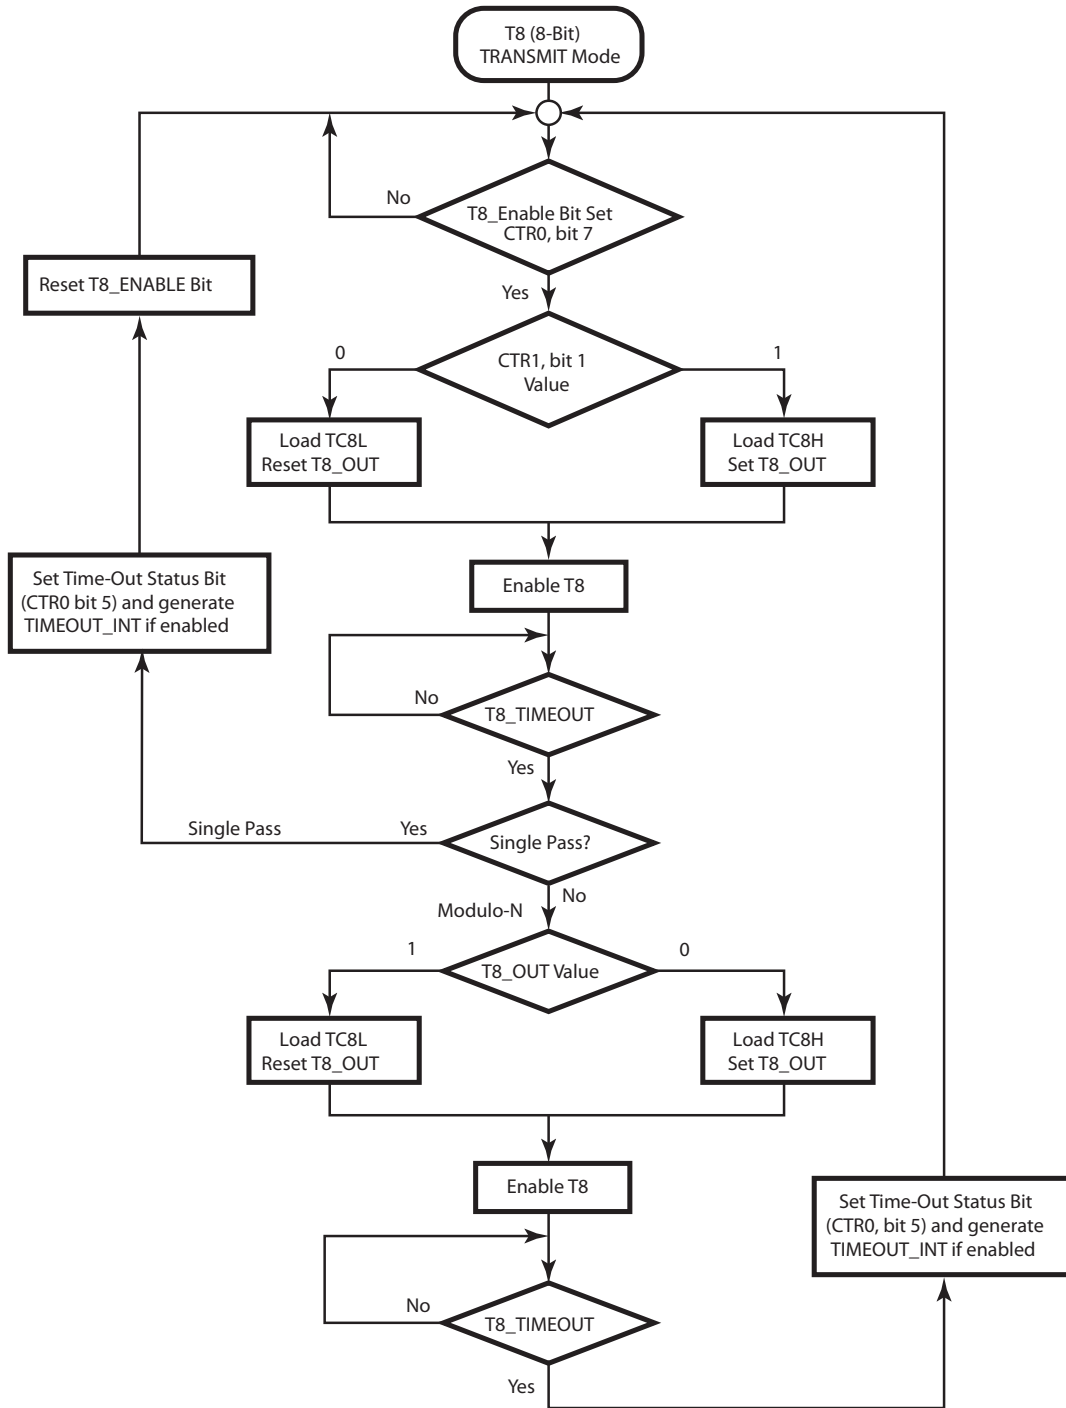 T8 (8-Bit)
TRANSMIT Mode
No
T8_Enable Bit Set
CTR0, bit 7
Reset T8_ENABLE Bit
Yes
0
CTR1, bit 1
Value
1
Load TC8L
Reset T8_OUT
Load TC8H
Set T8_OUT
Set Time-Out Status Bit
(CTR0 bit 5) and generate
TIMEOUT_INT if enabled
Enable T8
No
T8_TIMEOUT
Yes
Single Pass
Yes
Single Pass?
No
Modulo-N
1
T8_OUT Value
0
Load TC8L
Reset T8_OUT
Load TC8H
Set T8_OUT
Enable T8
Set Time-Out Status Bit
(CTR0, bit 5) and generate
TIMEOUT_INT if enabled
No
T8_TIMEOUT
Yes